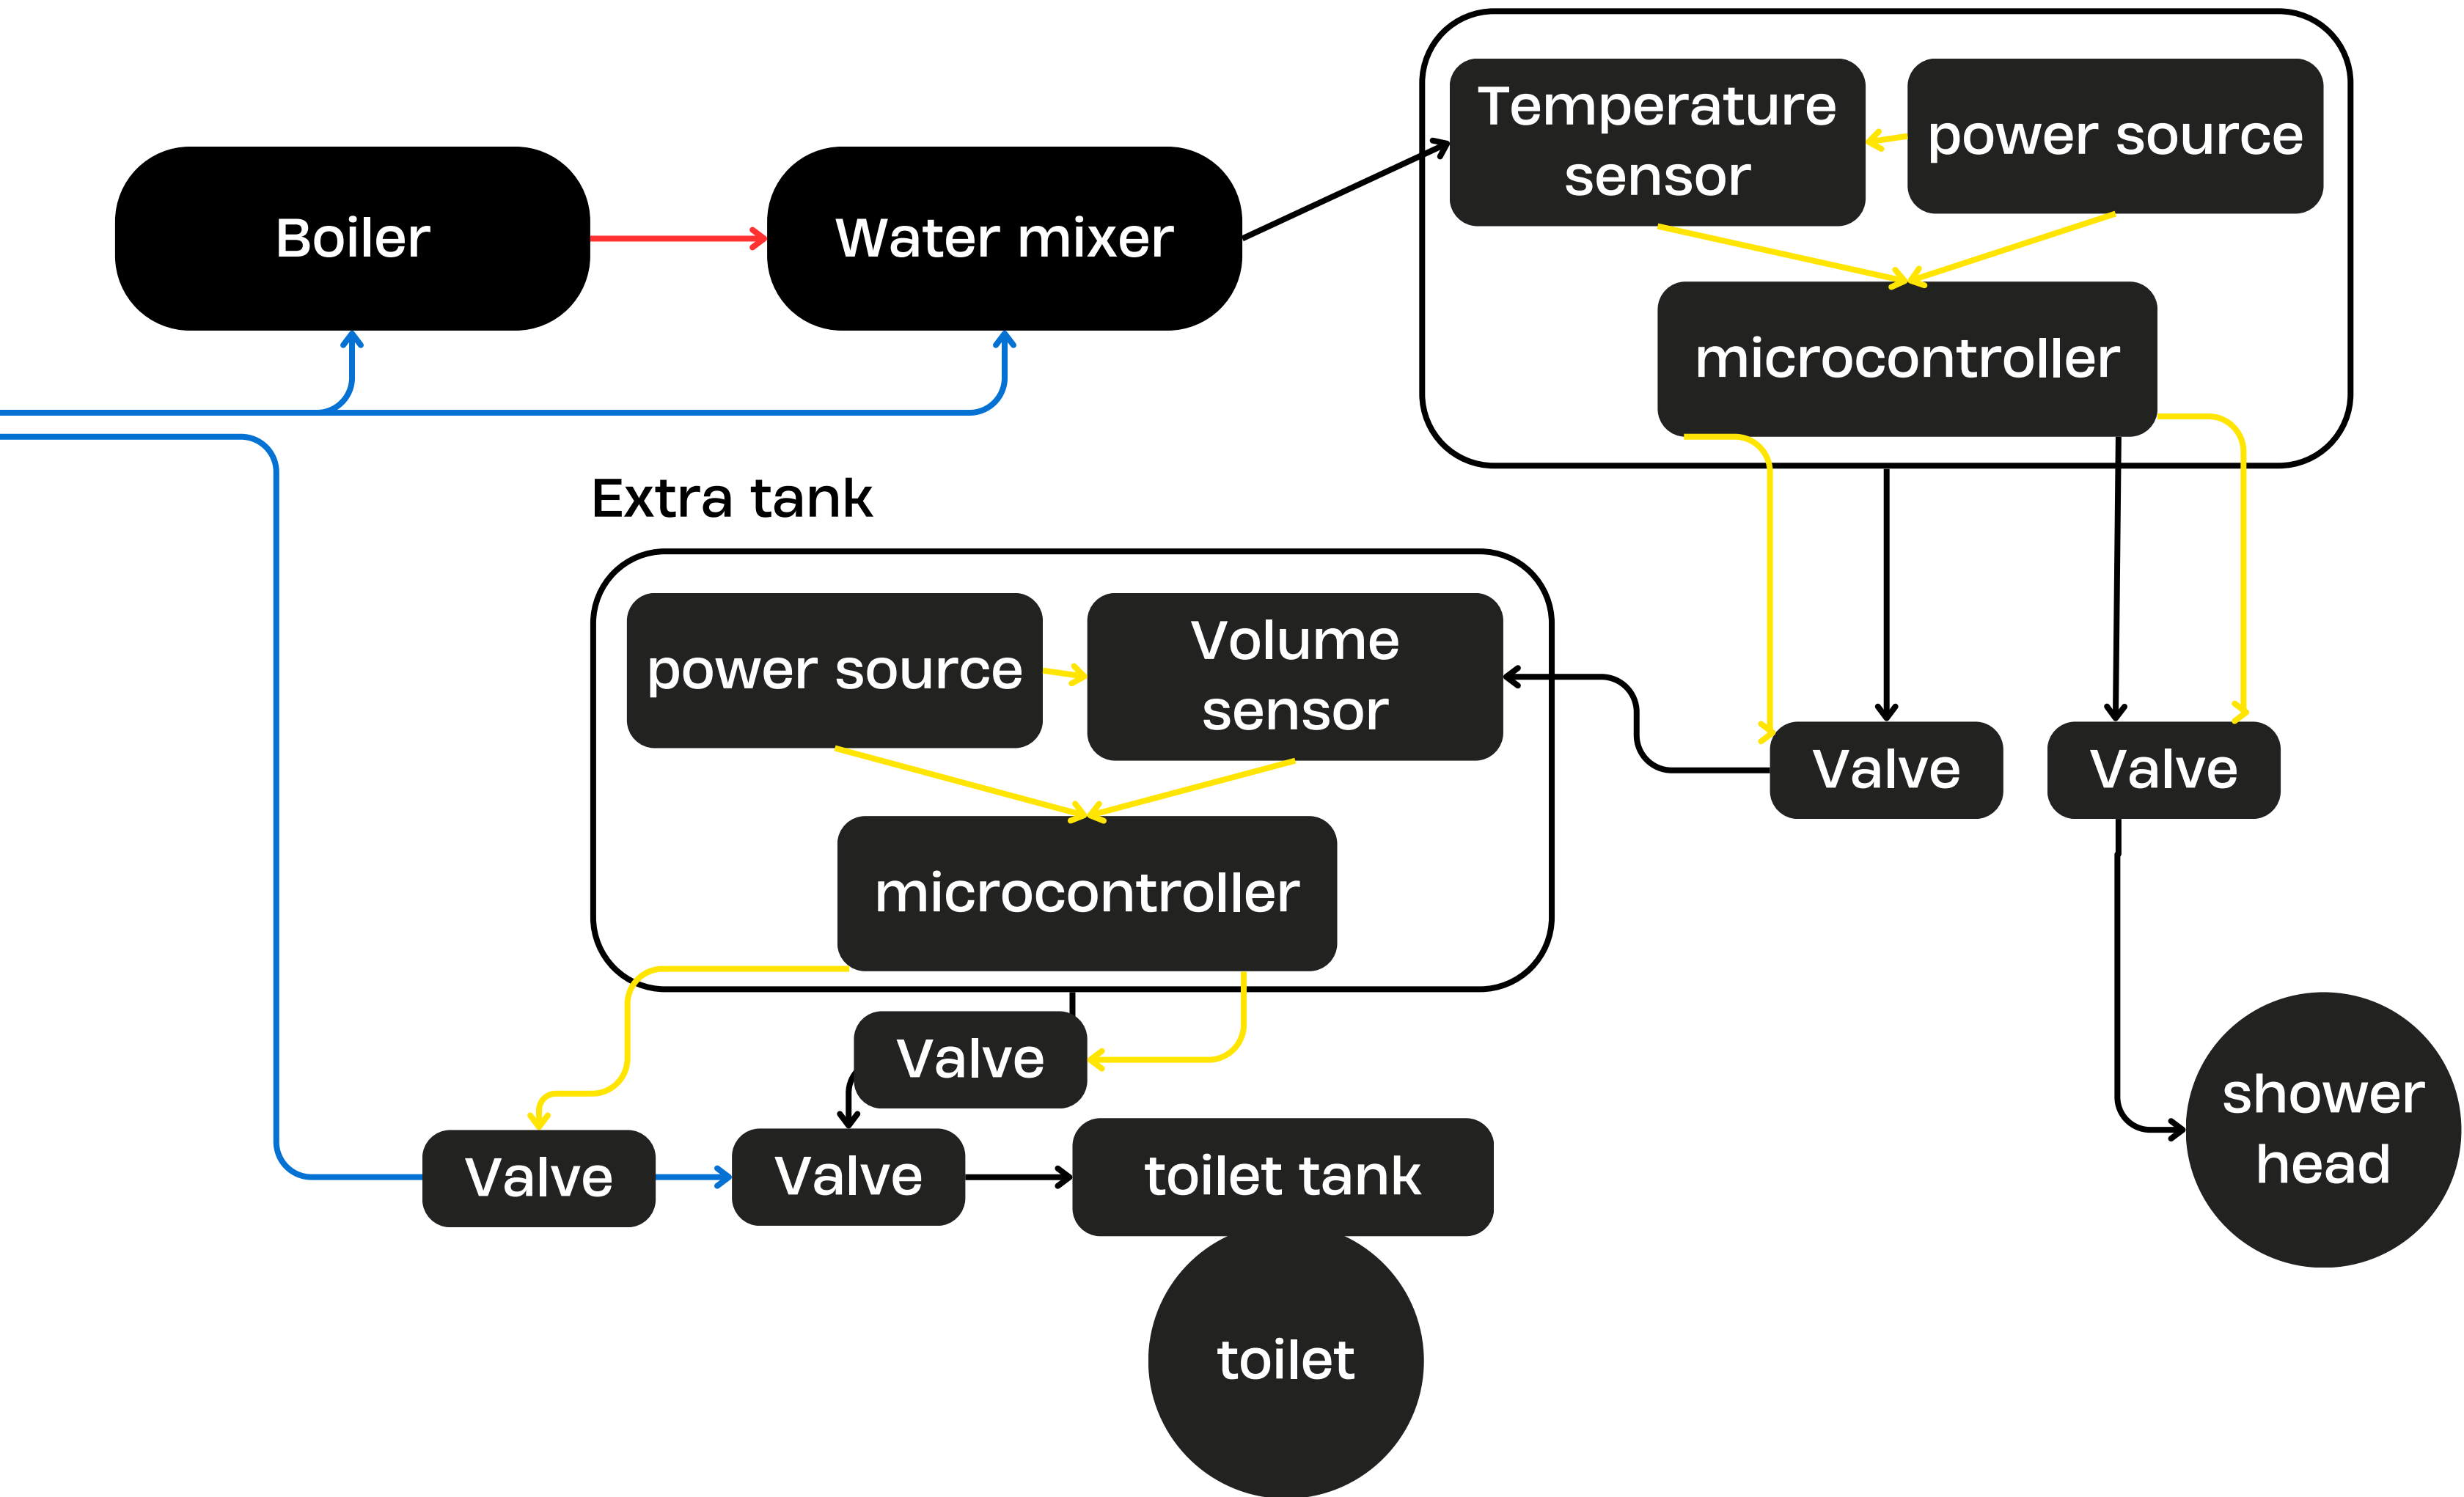 Temperature
sensor
power source
Boiler
Water mixer
microcontroller
Extra tank
power source
Volume
sensor
Valve
Valve
microcontroller
Valve
Valve
Valve
toilet tank
shower
head
toilet